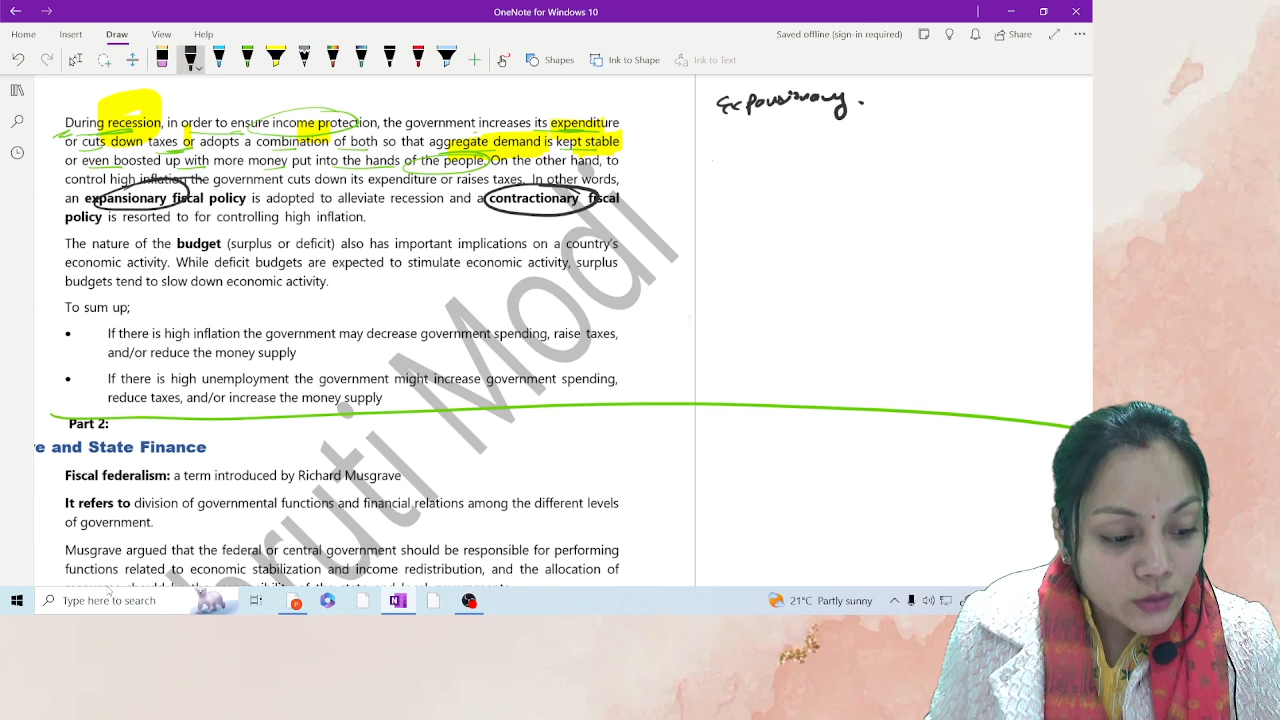 OneNote for Windows 10
Home Insert Draw View Help
Saved offline (sign-in required)
Share
Shapes
Ink to Shape
Ink to Text
During recession, in order to ensure income protection, the government increases its expenditure
or cuts down taxes or adopts a combination of both so that aggregate demand is kept stable
or even boosted up with more money put into the hands of the people. On the other hand, to
control high inflation the government cuts down its expenditure or raises taxes. In other words,
an expansionary fiscal policy is adopted to alleviate recession and a contractionary fiscal
policy is resorted to for controlling high inflation.
The nature of the budget (surplus or deficit) also has important implications on a country's
economic activity. While deficit budgets are expected to stimulate economic activity, surplus
budgets tend to slow down economic activity.
To sum up;
• If there is high inflation the government may decrease government spending, raise taxes,
and/or reduce the money supply
• If there is high unemployment the government might increase government spending,
reduce taxes, and/or increase the money supply
Part 2:
e and State Finance
Fiscal federalism: a term introduced by Richard Musgrave
It refers to division of governmental functions and financial relations among the different levels
of government.
Musgrave argued that the federal or central government should be responsible for performing
functions related to economic stabilization and income redistribution, and the allocation of
Expansionary.
hruti Modi
Type here to search
21°C Partly sunny